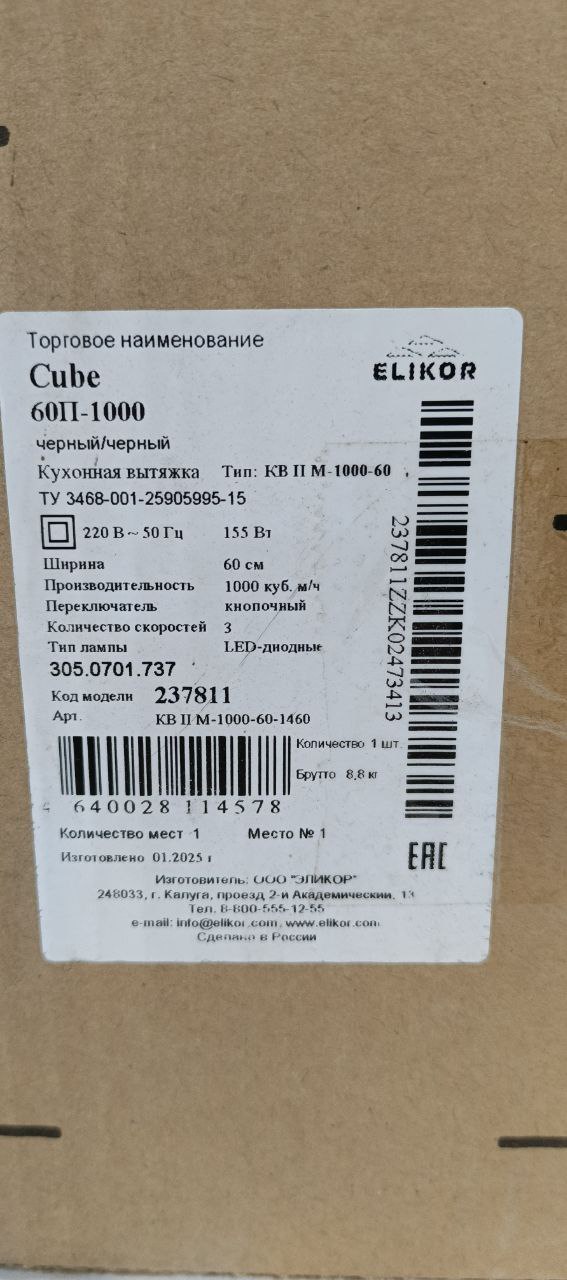 Торговое наименование
ELIKOR
Cube
60П-1000
черный/черный
Кухонная вытяжка Тип: КВ II М-1000-60
ТУ 3468-001-25905995-15
220 В ~ 50 Гц 155 Вт
Ширина 60 см
Производительность 1000 куб. м/ч
Переключатель кнопочный
Количество скоростей 3
Тип лампы LED-диодные
305.0701.737
Код модели 237811
Арт. КВ II М-1000-60-1460
237811ZZK02473413
Количество 1 шт.
Брутто 8,8 кг
4 640028 114578
Количество мест 1 Место № 1
Изготовлено 01.2025 г
EAC
Изготовитель: ООО "ЭЛИКОР"
248033, г. Калуга, проезд 2-й Академический, 13
Тел. 8-800-555-12-55
e-mail: info@elikor.com, www.elikor.com
Сделано в России